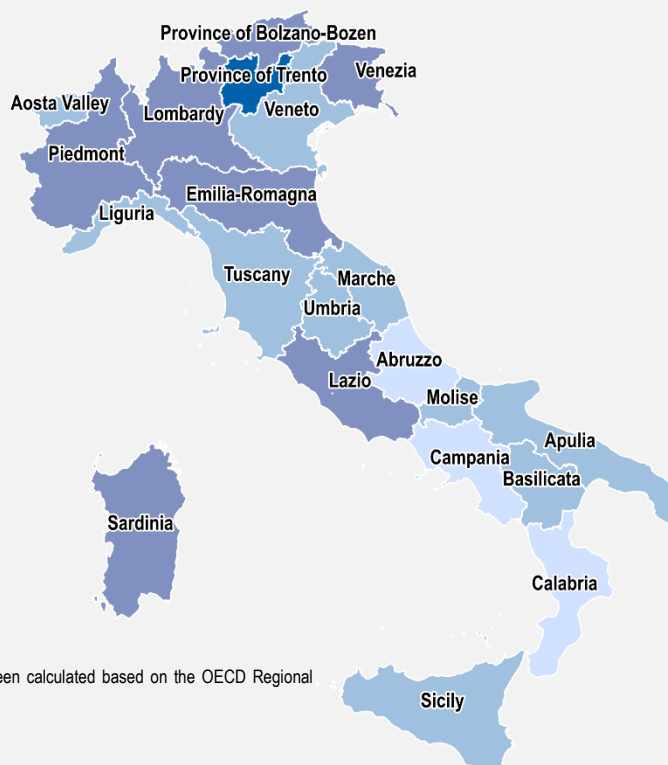 Province of Bolzano-Bozen
Province of Trento
Venezia
Aosta Valley
Lombardy
Veneto
Piedmont
Emilia-Romagna
Liguria
Tuscany
Marche
Umbria
Abruzzo
Lazio
Molise
Apulia
Campania
Basilicata
Sardinia
Calabria
een calculated based on the OECD Regional
Sicily